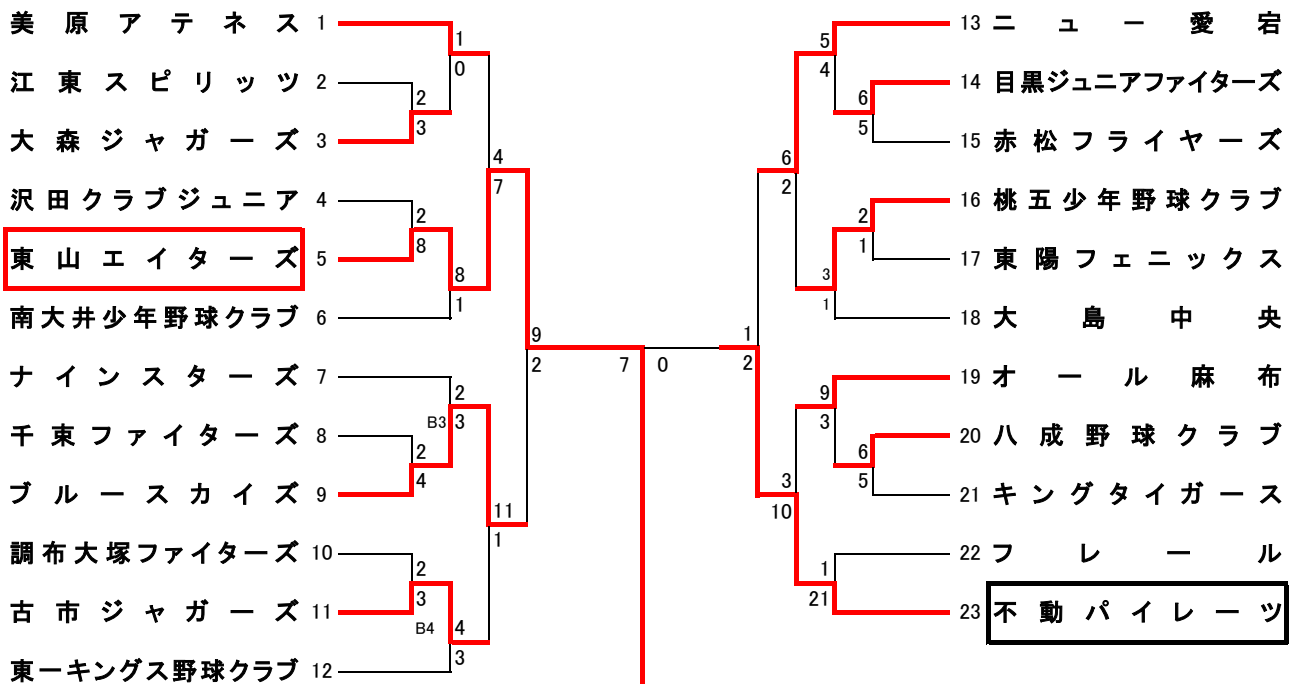 美原アテネス 1
江東スピリッツ 2
大森ジャガーズ 3
沢田クラブジュニア 4
東山エイターズ 5
南大井少年野球クラブ 6
ナインスターズ 7
千東ファイターズ 8
ブルースカイズ 9
調布大塚ファイターズ 10
古市ジャガーズ 11
東一キングス野球クラブ 12
1
0
2
3
4
7
2
8
8
1
9
2
2
B3 3
2
4
11
1
2
3
B4
4
3
7 0
5
4
6
5
6
2
2
1
3
1
1
2
9
3
6
5
3
10
1
21
13 ニュー愛宕
14 目黒ジュニアファイターズ
15 赤松フライヤーズ
16 桃五少年野球クラブ
17 東陽フェニックス
18 大島中央
19 オール麻布
20 八成野球クラブ
21 キングタイガース
22 フレール
23 不動パイレーツ